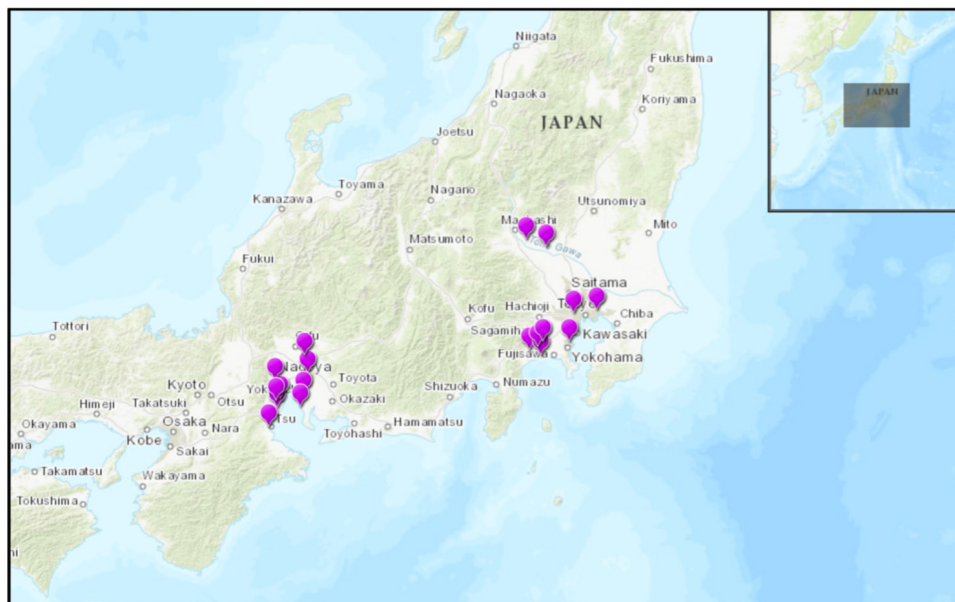 Niigata
Fukushima
Nagaoka
Koriyama
JAPAN
JAPAN
Joetsu
Toyama
Nagano
Utsunomiya
Kanazawa
Mito
Matsumoto
Gawa
Fukui
Saitama
Hachioji
Kofu
Chiba
Tottori
Kawasaki
Yokohama
Fujisawa
Kyoto
Toyota
Shizuoka
Numazu
Otsu
Okazaki
Himeji
Takatsuki
Hamamatsu
Okayama
Osaka
Tsu
Toyohashi
Kobe
Nara
Sakai
Takamatsu
Wakayama
Tokushima